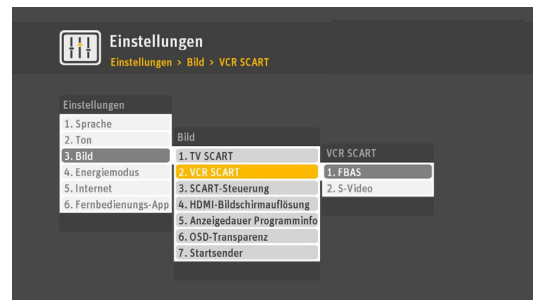 Einstellungen
Einstellungen > Bild > VCR SCART
Einstellungen
1. Sprache
2. Ton
3. Bild
4. Energiemodus
5. Internet
6. Fernbedienungs-App
Bild
1. TV SCART
2. VCR SCART
3. SCART-Steuerung
4. HDMI-Bildschirmauflösung
5. Anzeigedauer Programminfo
6. OSD-Transparenz
7. Startsender
VCR SCART
1. FBAS
2. S-Video